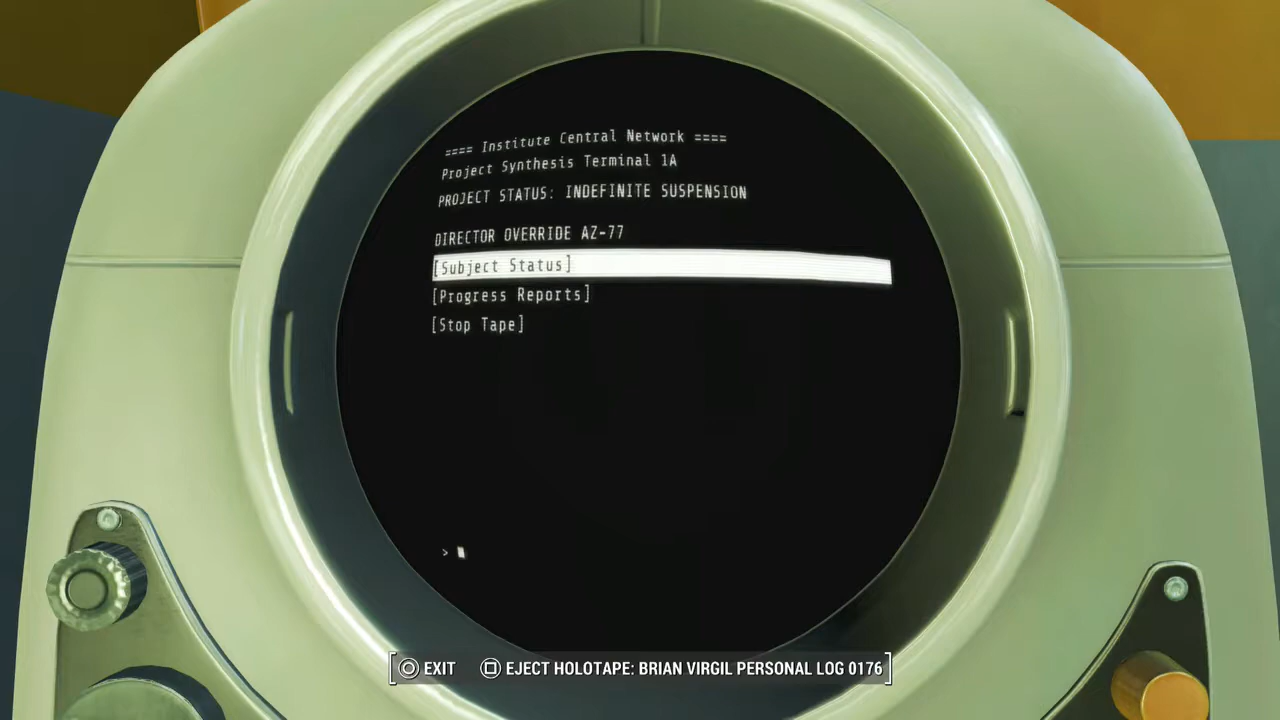 ==== Institute Central Network ====
Project Synthesis Terminal 1A
PROJECT STATUS: INDEFINITE SUSPENSION
DIRECTOR OVERRIDE AZ-77
[Subject Status]
[Progress Reports]
[Stop Tape]
>
EXIT EJECT HOLOTAPE: BRIAN VIRGIL PERSONAL LOG 0176